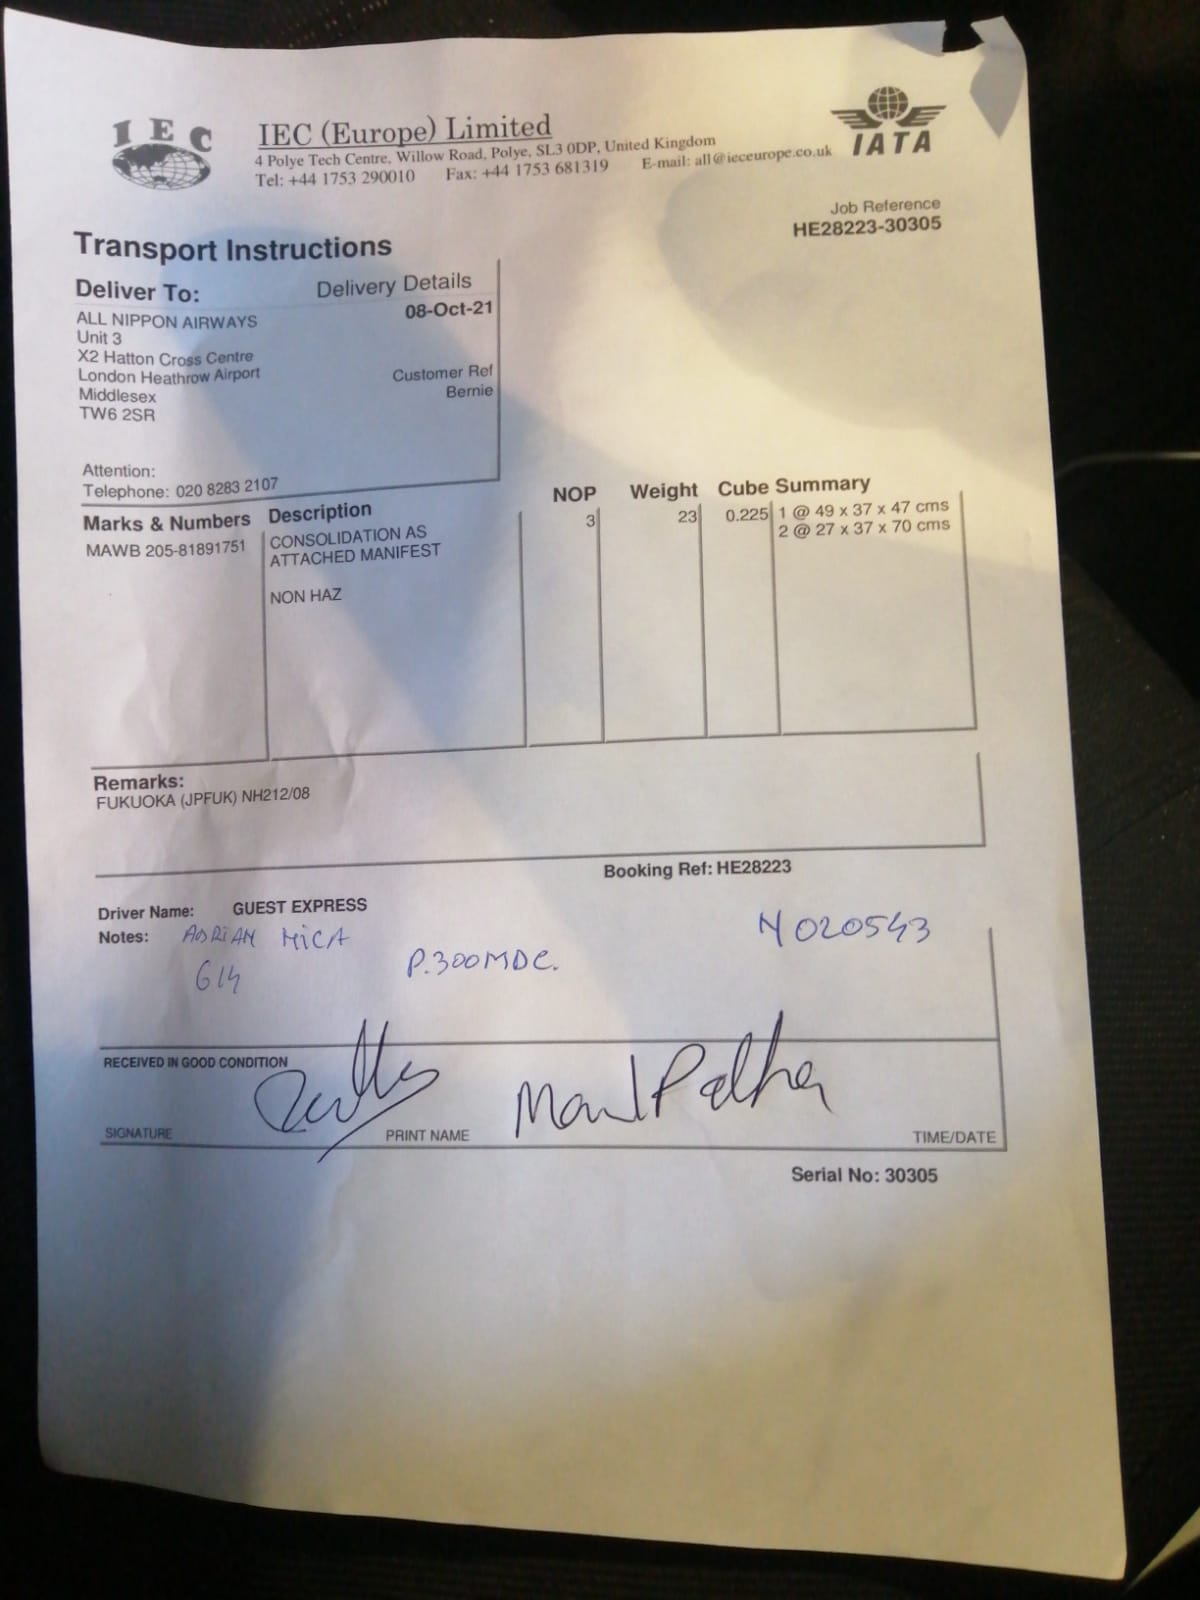 IEC
IEC (Europe) Limited
4 Polye Tech Centre, Willow Road, Polye, SL3 0DP, United Kingdom
Tel: +44 1753 290010 Fax: +44 1753 681319 E-mail: all@ieceurope.co.uk
IATA
Job Reference
HE28223-30305
Transport Instructions
Deliver To: Delivery Details
08-Oct-21
ALL NIPPON AIRWAYS
Unit 3
X2 Hatton Cross Centre
London Heathrow Airport
Middlesex
TW6 2SR
Customer Ref
Bernie
Attention:
Telephone: 020 8283 2107
Marks & Numbers Description NOP Weight Cube Summary
MAWB 205-81891751 CONSOLIDATION AS 3 23 0.225 1 @ 49 x 37 x 47 cms
ATTACHED MANIFEST 2 @ 27 x 37 x 70 cms
NON HAZ
Remarks:
FUKUOKA (JPFUK) NH212/08
Booking Ref: HE28223
Driver Name: GUEST EXPRESS
Notes: ADRIAN MICA N020543
614 P.300MDC.
RECEIVED IN GOOD CONDITION
SIGNATURE PRINT NAME TIME/DATE
Serial No: 30305